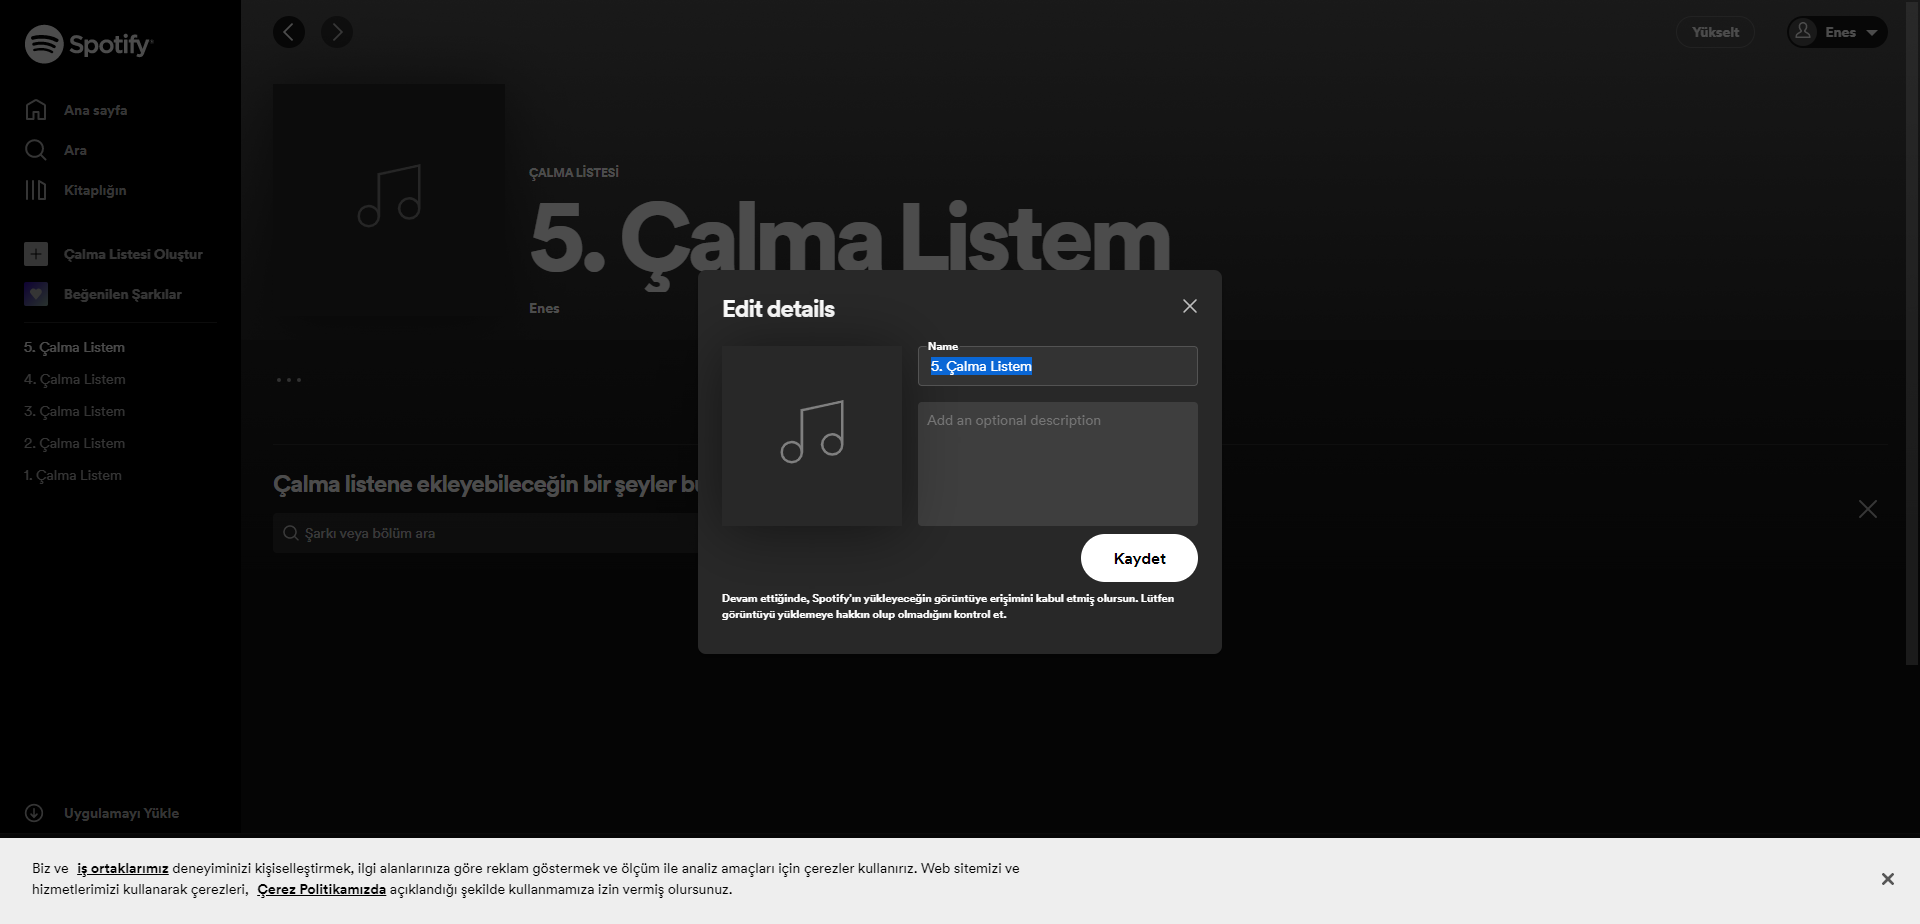 Spotify
Ana sayfa
Ara
Kitaplığın
Çalma Listesi Oluştur
Beğenilen Şarkılar
5. Çalma Listem
4. Çalma Listem
3. Çalma Listem
2. Çalma Listem
1. Çalma Listem
Uygulamayı Yükle
Yükselt
Enes
ÇALMA LİSTESİ
5. Çalma Listem
Enes
Çalma listene ekleyebileceğin bir şeyler
Şarkı veya bölüm ara
Edit details
Name
5. Çalma Listem
Add an optional description
Kaydet
Devam ettiğinde, Spotify'ın yükleyeceğin görüntüye erişimini kabul etmiş olursun. Lütfen
görüntüyü yüklemeye hakkın olup olmadığını kontrol et.
Biz ve iş ortaklarımız deneyiminizi kişiselleştirmek, ilgi alanlarınıza göre reklam göstermek ve ölçüm ile analiz amaçları için çerezler kullanırız. Web sitemizi ve
hizmetlerimizi kullanarak çerezleri, Çerez Politikamızda açıklandığı şekilde kullanmamıza izin vermiş olursunuz.